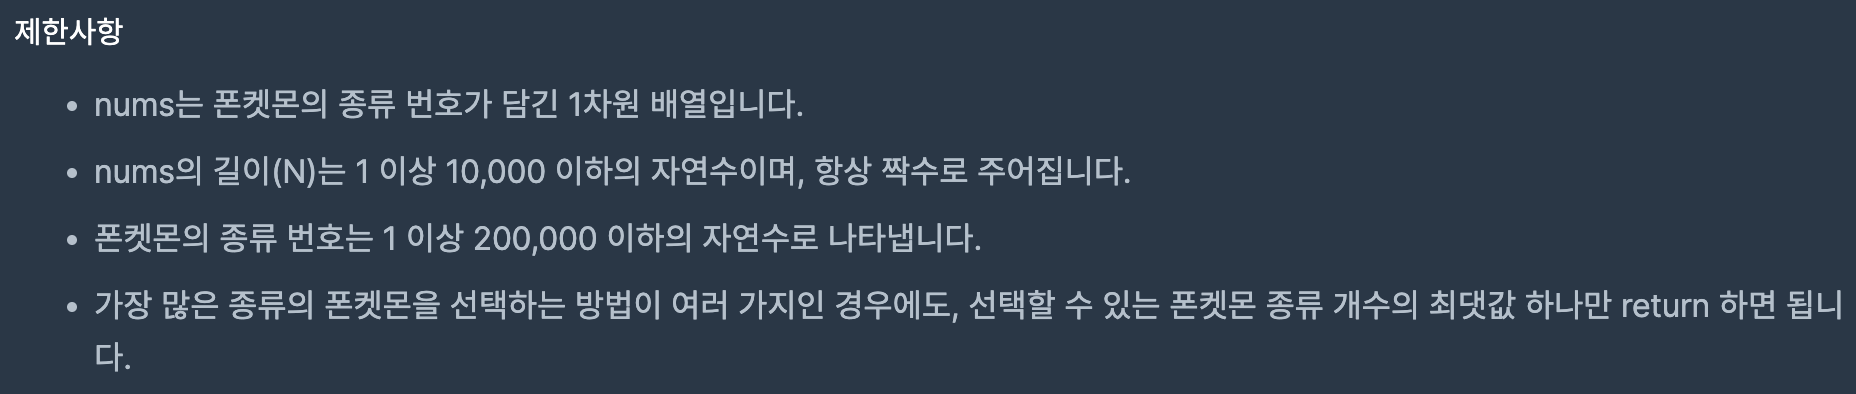 제한사항
• nums는 폰켓몬의 종류 번호가 담긴 1차원 배열입니다.
• nums의 길이(N)는 1 이상 10,000 이하의 자연수이며, 항상 짝수로 주어집니다.
• 폰켓몬의 종류 번호는 1 이상 200,000 이하의 자연수로 나타냅니다.
• 가장 많은 종류의 폰켓몬을 선택하는 방법이 여러 가지인 경우에도, 선택할 수 있는 폰켓몬 종류 개수의 최댓값 하나만 return 하면 됩니
다.